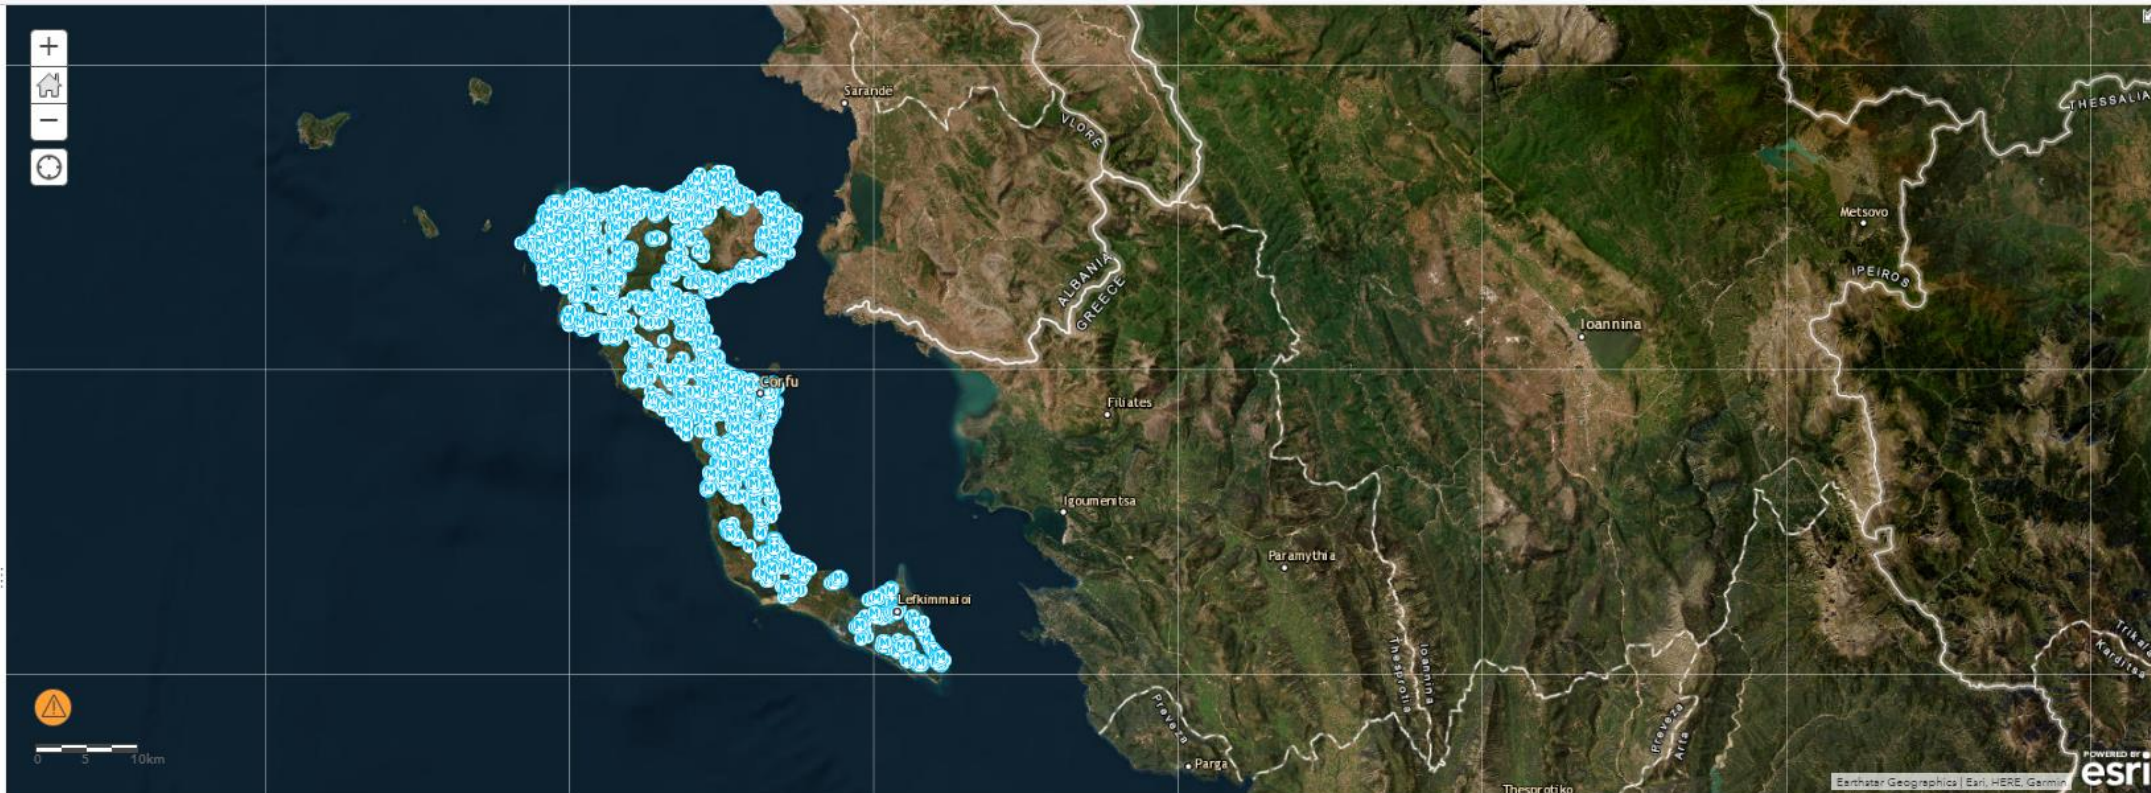 +
−
Sarandë
VLORË
THESSALIA
Metsovo
IPEIROS
ALBANIA
GREECE
Ioannina
Corfu
Filiates
Igoumenitsa
Paramythia
Lefkimmaioi
Thesprotia
Ioannina
Trikala
Karditsa
Preveza
Preveza
Arta
Parga
Thesprotiko
0 5 10km
POWERED BY
esri
Earthstar Geographics | Esri, HERE, Garmin